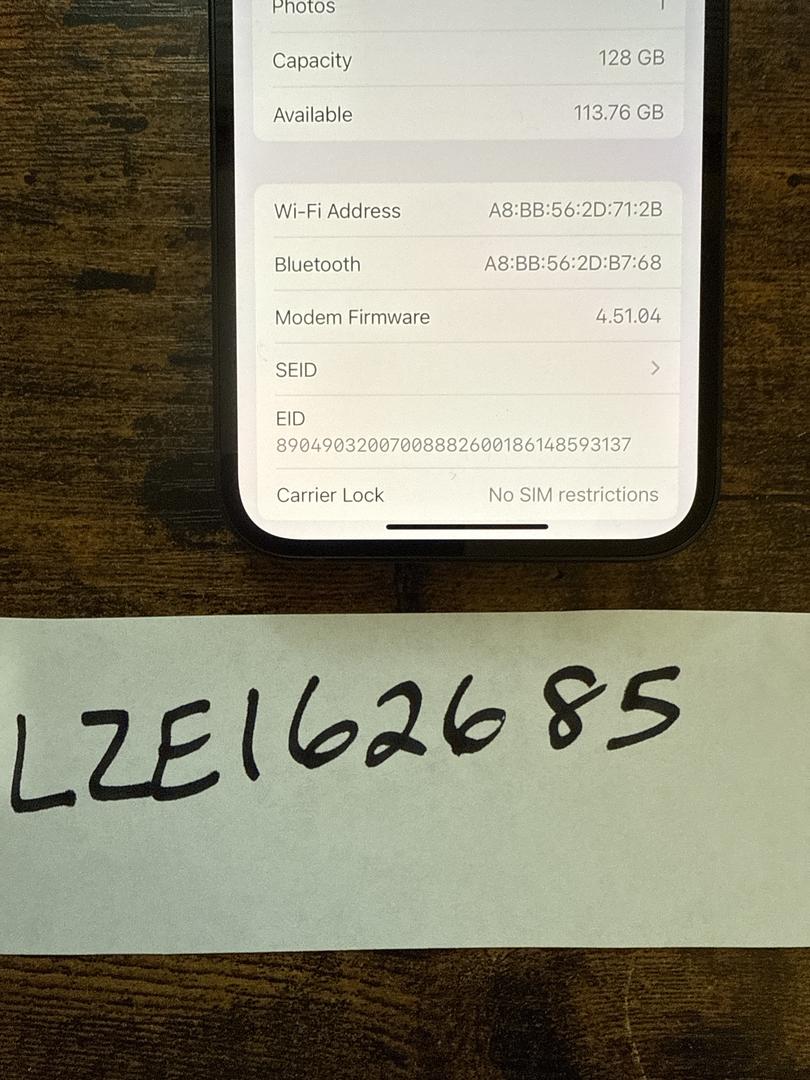 Photos 1
Capacity 128 GB
Available 113.76 GB
Wi-Fi Address A8:BB:56:2D:71:2B
Bluetooth A8:BB:56:2D:B7:68
Modem Firmware 4.51.04
SEID
EID
89049032007008882600186148593137
Carrier Lock No SIM restrictions
LZE162685